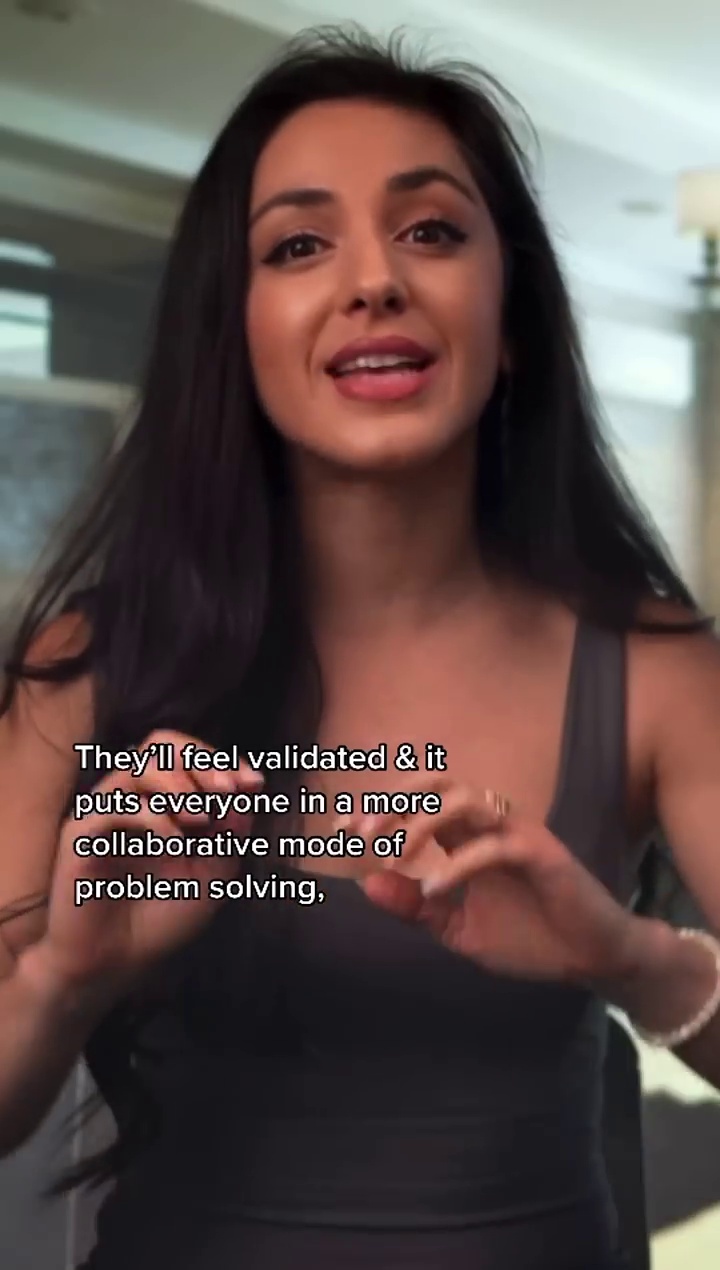 They’ll feel validated & it
puts everyone in a more
collaborative mode of
problem solving,